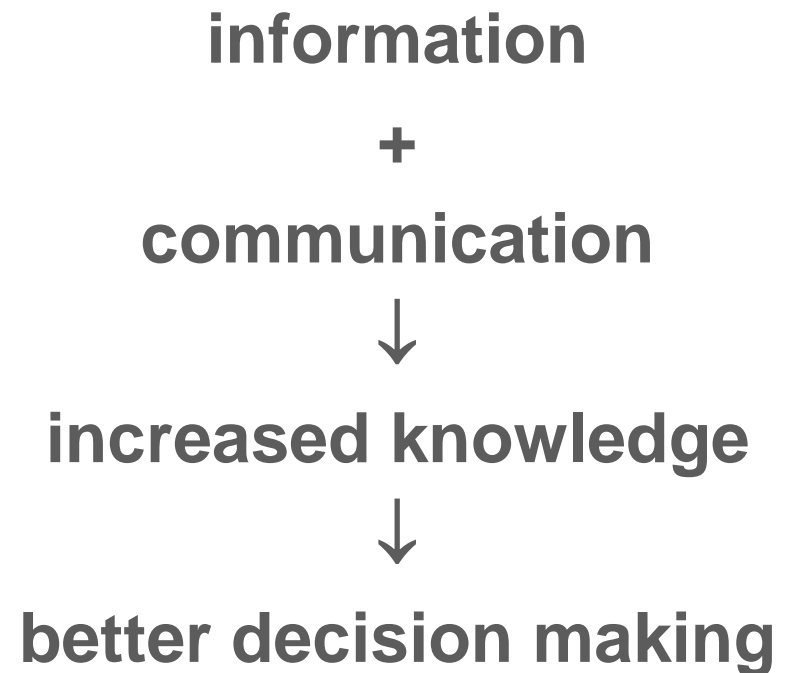 information
+
communication
↓
increased knowledge
↓
better decision making